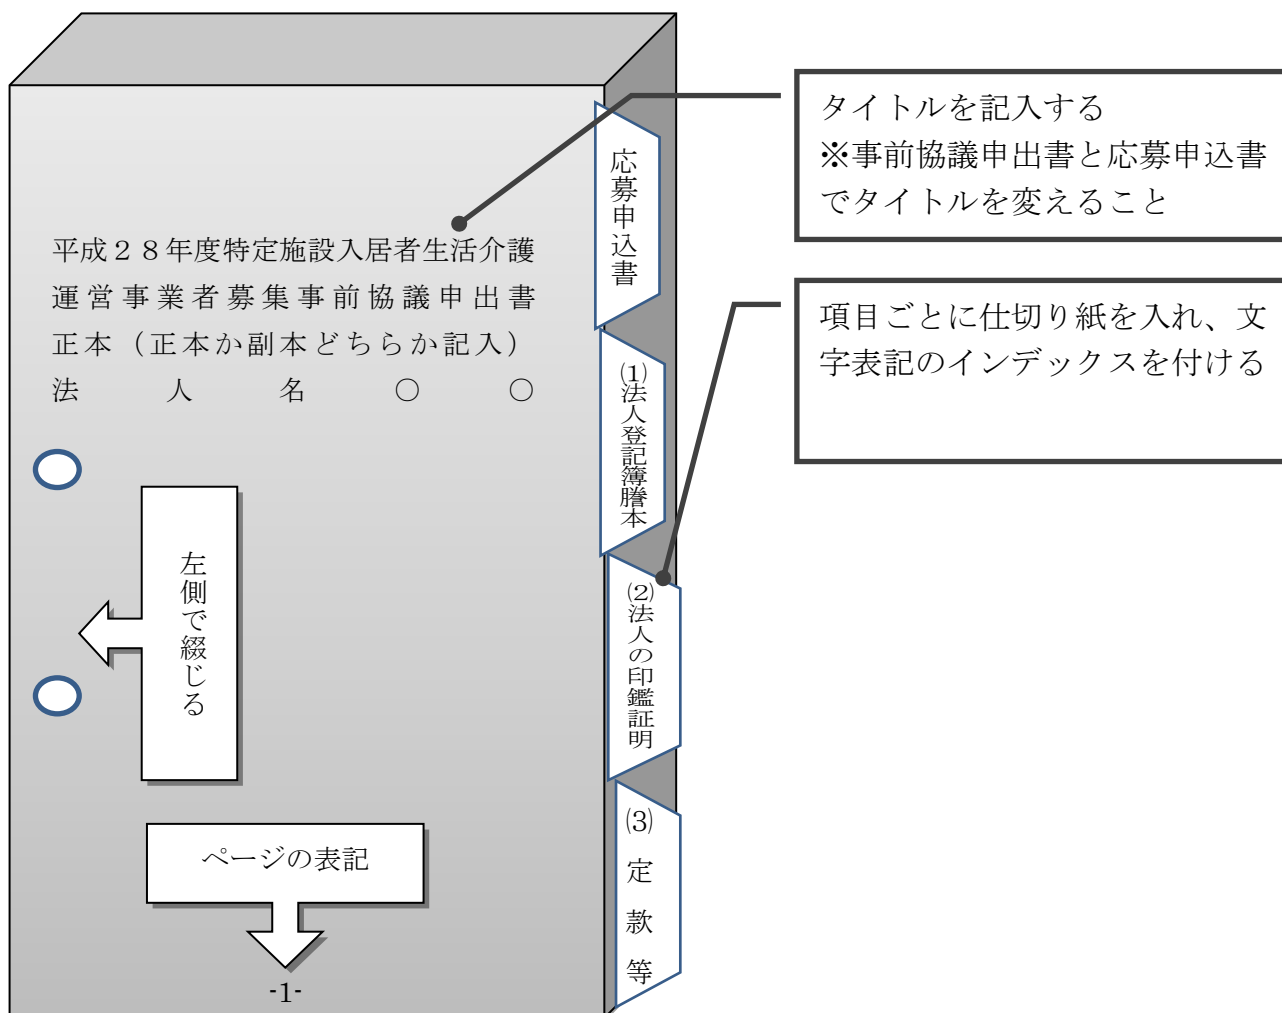 タイトルを記入する
※事前協議申出書と応募申込書
でタイトルを変えること
応募申込書
平成２８年度特定施設入居者生活介護
運営事業者募集事前協議申出書
正本（正本か副本どちらか記入）
法人名〇〇
項目ごとに仕切り紙を入れ、文
字表記のインデックスを付ける
⑴法人登記簿謄本
左側で綴じる
⑵法人の印鑑証明
⑶定款等
ページの表記
-1-